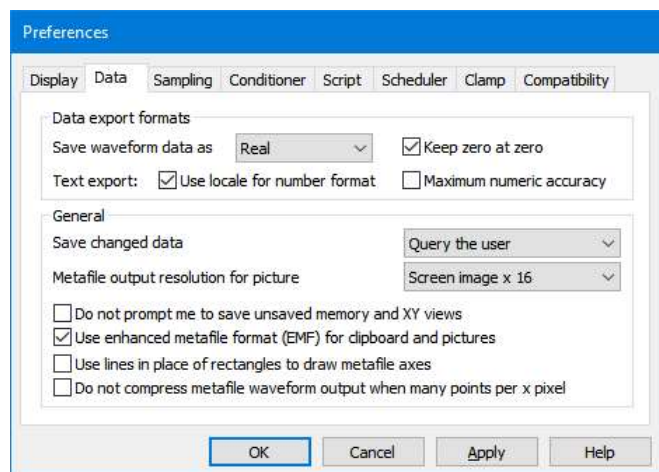 Preferences
Display Data Sampling Conditioner Script Scheduler Clamp Compatibility
Data export formats
Save waveform data as Real Keep zero at zero
Text export: Use locale for number format Maximum numeric accuracy
General
Save changed data Query the user
Metafile output resolution for picture Screen image x 16
Do not prompt me to save unsaved memory and XY views
Use enhanced metafile format (EMF) for clipboard and pictures
Use lines in place of rectangles to draw metafile axes
Do not compress metafile waveform output when many points per x pixel
OK Cancel Apply Help